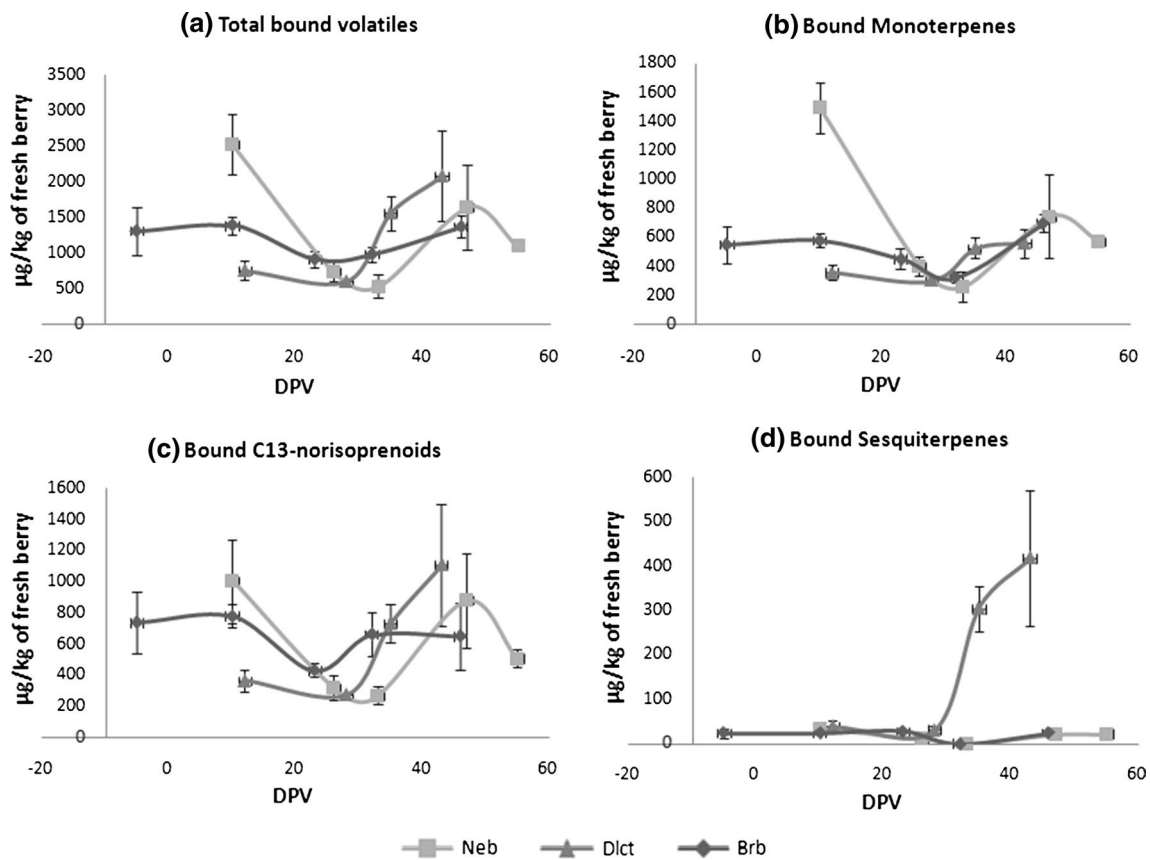 (a) Total bound volatiles
µg/kg of fresh berry
3500
3000
2500
2000
1500
1000
500
0
-20 0 20 40 60
DPV
(b) Bound Monoterpenes
µg/kg of fresh berry
1800
1600
1400
1200
1000
800
600
400
200
0
-20 0 20 40 60
DPV
(c) Bound C13-norisoprenoids
µg/kg of fresh berry
1600
1400
1200
1000
800
600
400
200
0
-20 0 20 40 60
DPV
(d) Bound Sesquiterpenes
µg/kg of fresh berry
600
500
400
300
200
100
0
-20 0 20 40 60
DPV
Neb Dlct Brb